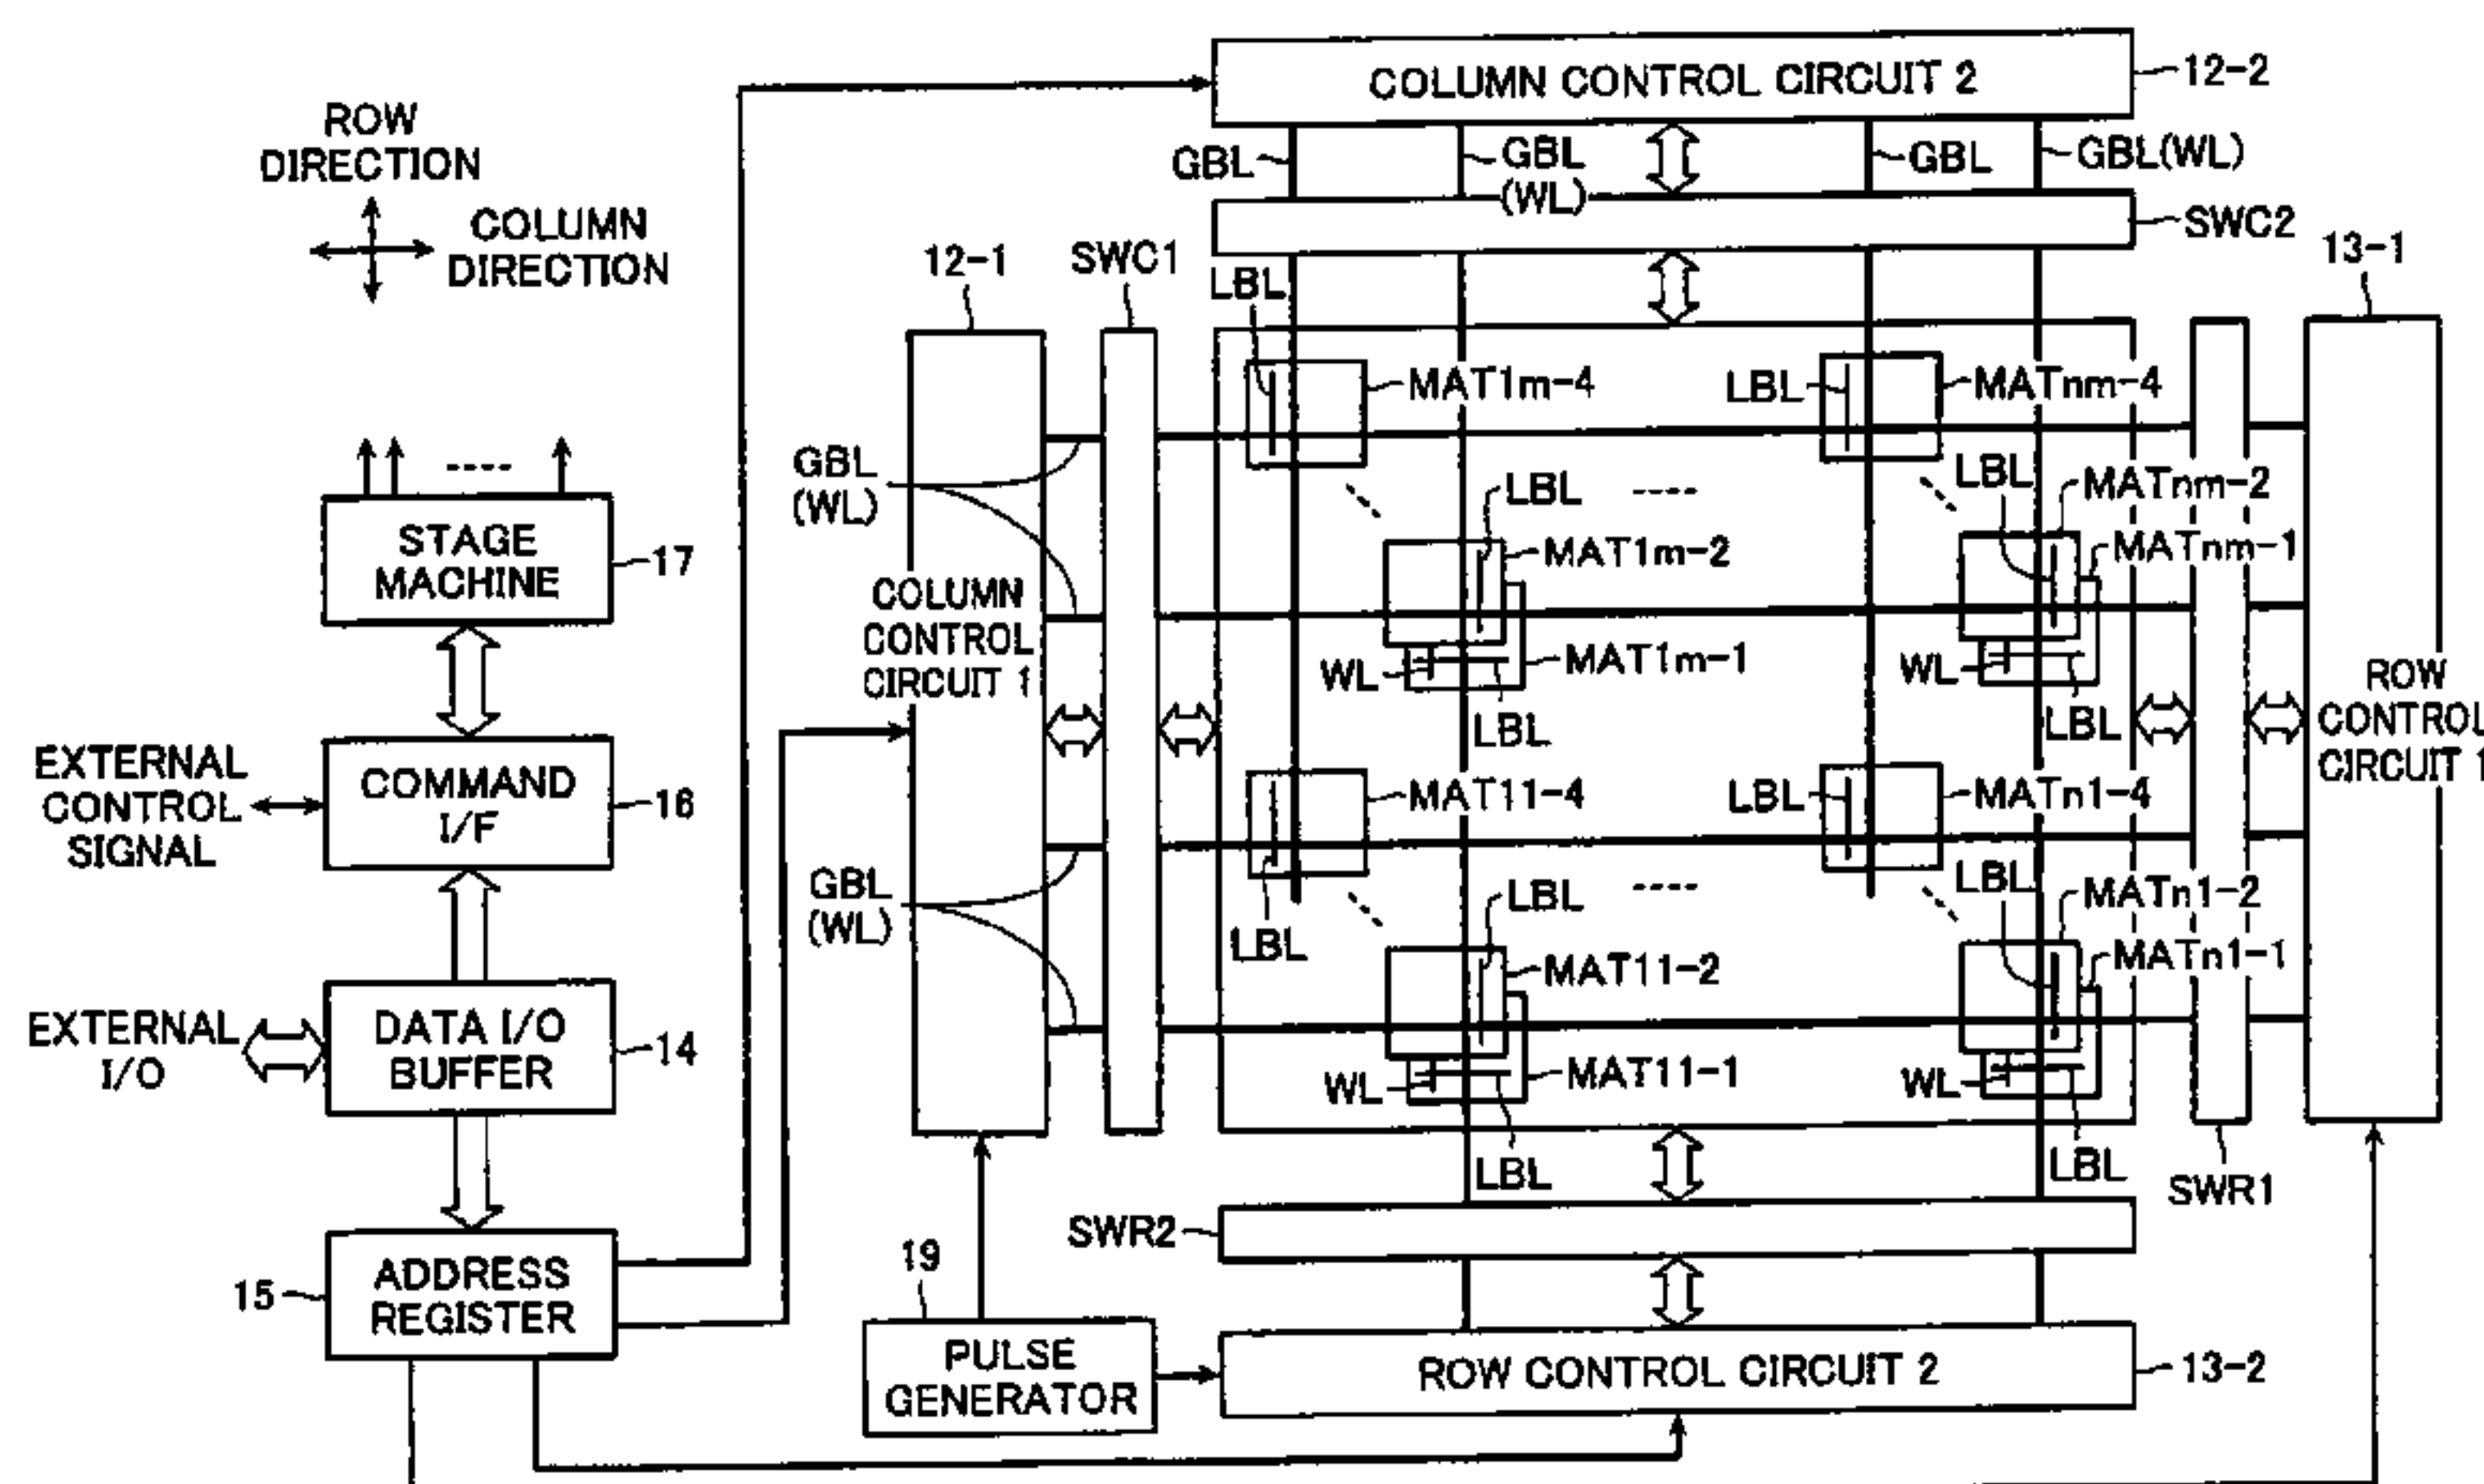 COLUMN CONTROL CIRCUIT 2
12-2
ROW
DIRECTION
COLUMN
DIRECTION
GBL
GBL
(WL)
GBL
GBL(WL)
SWC2
12-1
SWC1
LBL
13-1
MAT1m-4
LBL
MATnm-4
GBL
(WL)
LBL
----
LBL
MATnm-2
STAGE
MACHINE
17
MAT1m-2
MATnm-1
COLUMN
CONTROL
CIRCUIT 1
WL
MAT1m-1
LBL
WL
LBL
ROW
CONTROL
CIRCUIT 1
EXTERNAL
CONTROL
SIGNAL
COMMAND
I/F
16
MAT11-4
LBL
MATn1-4
GBL
(WL)
LBL
LBL
----
LBL
MATn1-2
MAT11-2
MATn1-1
EXTERNAL
I/O
DATA I/O
BUFFER
14
WL
MAT11-1
LBL
WL
LBL
SWR1
SWR2
15
ADDRESS
REGISTER
19
PULSE
GENERATOR
ROW CONTROL CIRCUIT 2
13-2